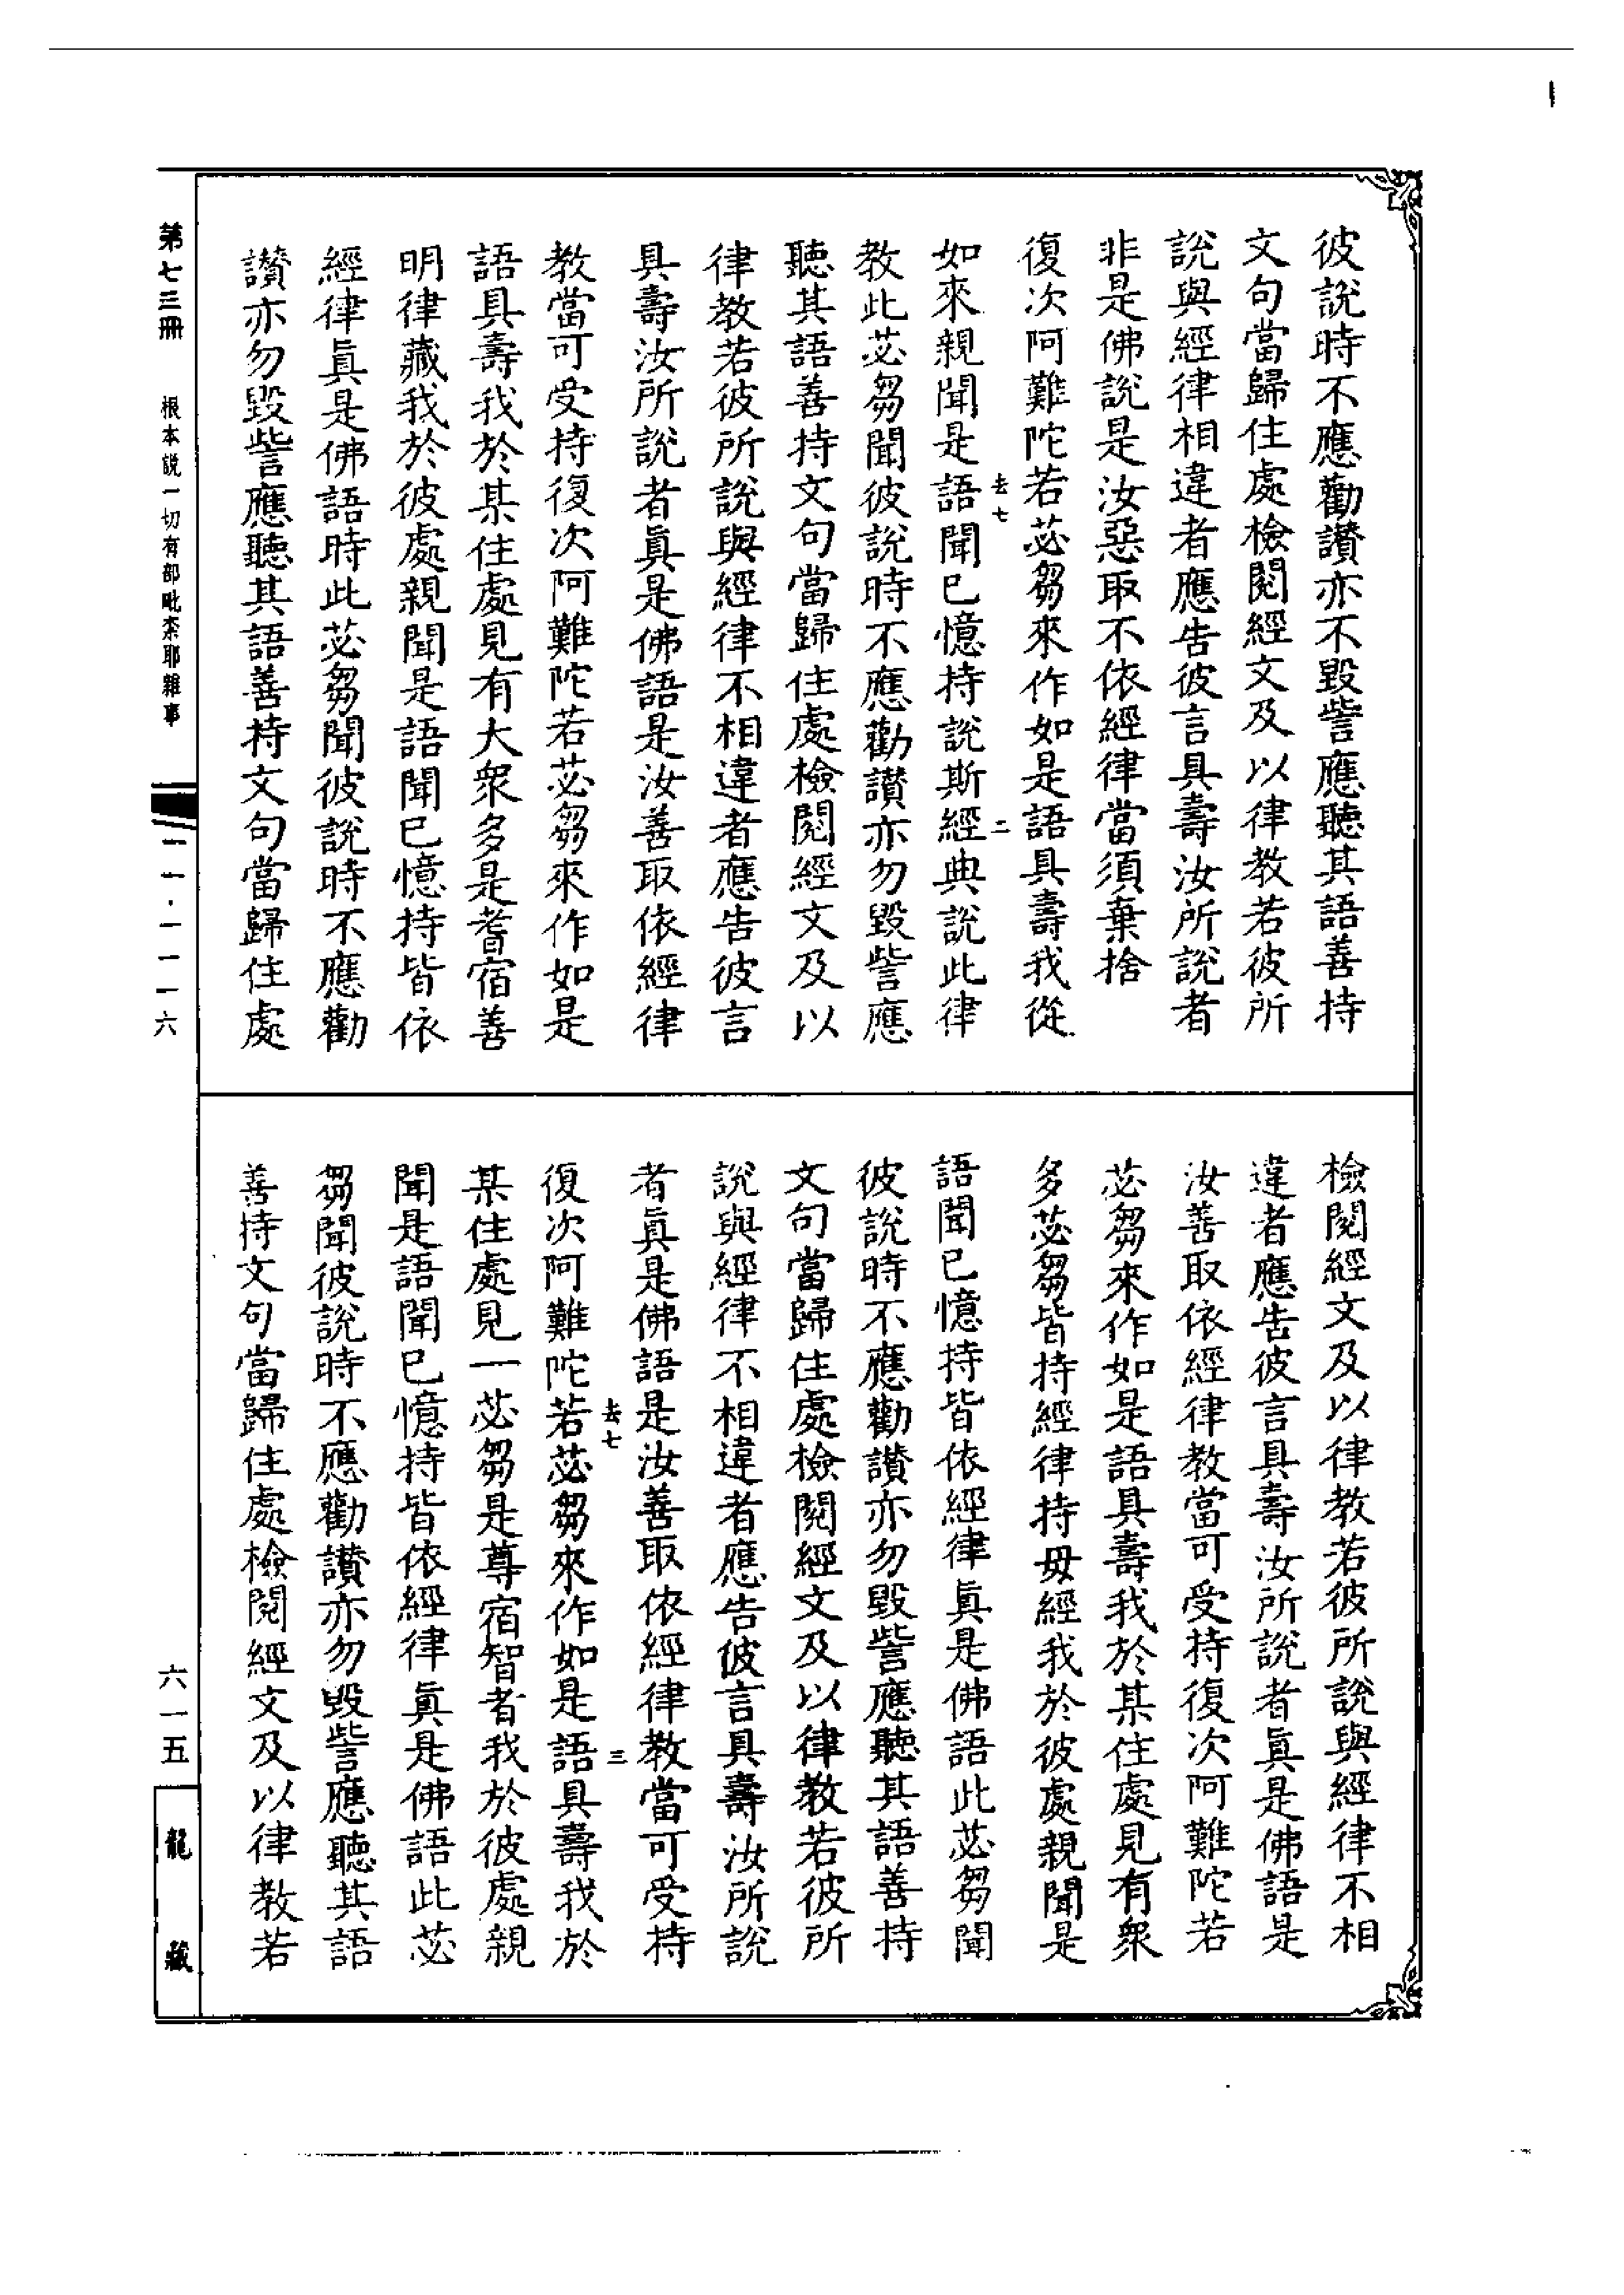 彼說時不應勸讃亦不毀訾應聽其語善持
文句當歸住處檢閱經文及以律教若彼所
說與經律相違者應告彼言具壽汝所說者
非是佛說是汝惡取不依經律當須棄捨
復次阿難陀若苾芻來作如是語具壽我從
去七
二
如來親聞是語聞已憶持說斯經典說此律
教此苾芻聞彼說時不應勸讃亦勿毀訾應
聽其語善持文句當歸住處檢閱經文及以
律教若彼所說與經律不相違者應告彼言
具壽汝所說者眞是佛語是汝善取依經律
教當可受持復次阿難陀若苾芻來作如是
語具壽我於某住處見有大衆多是耆宿善
明律藏我於彼處親聞是語聞已憶持皆依
經律眞是佛語時此苾芻聞彼說時不應勸
讃亦勿毀訾應聽其語善持文句當歸住處
檢閱經文及以律教若彼所說與經律不相
違者應告彼言具壽汝所說者眞是佛語是
汝善取依經律教當可受持復次阿難陀若
苾芻來作如是語具壽我於某住處見有衆
多苾芻皆持經律持毋經我於彼處親聞是
語聞已憶持皆依經律眞是佛語此苾芻聞
彼說時不應勸讃亦勿毀訾應聽其語善持
文句當歸住處檢閱經文及以律教若彼所
說與經律不相違者應告彼言具壽汝所說
者眞是佛語是汝善取依經律教當可受持
去七
三
復次阿難陀若苾芻來作如是語具壽我於
某住處見一苾芻是尊宿智者我於彼處親
聞是語聞已憶持皆依經律眞是佛語此苾
芻聞彼說時不應勸讃亦勿毀訾應聽其語
善持文句當歸住處檢閱經文及以律教若
第七三冊
根本說一切有部毗奈耶雜事
一一·一一一六
六一五
龍藏